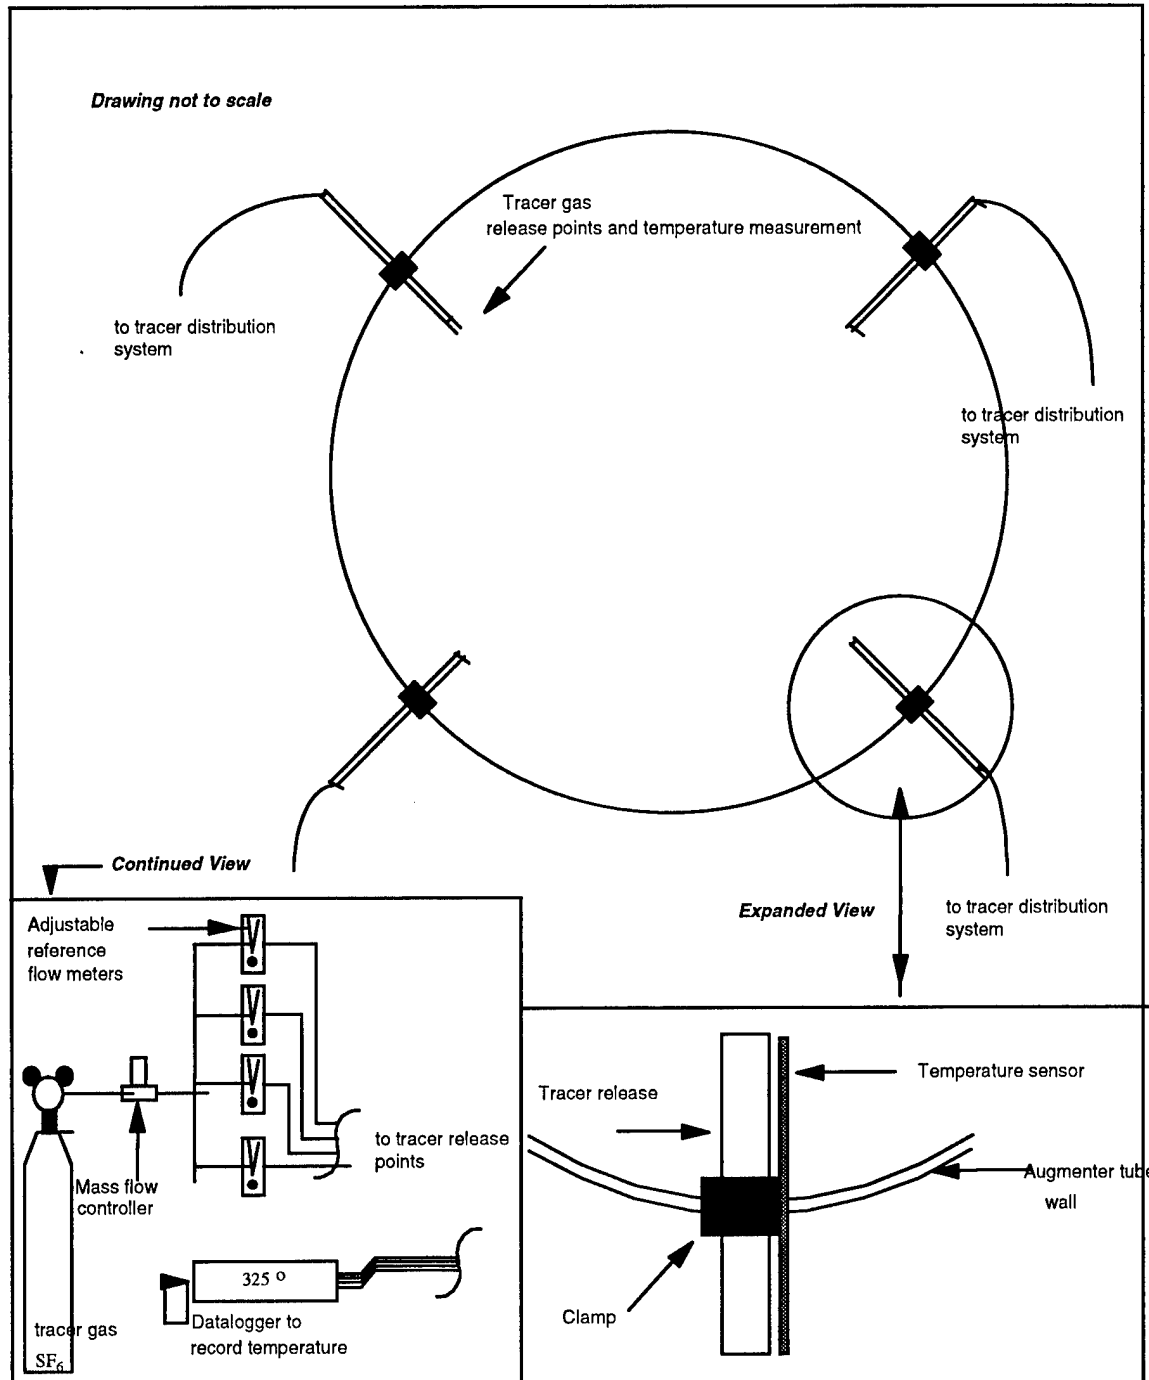 Drawing not to scale
Tracer gas
release points and temperature measurement
to tracer distribution
system
to tracer distribution
system
Continued View
Expanded View
to tracer distribution
system
Adjustable
reference
flow meters
to tracer release
points
Mass flow
controller
325 °
Datalogger to
record temperature
tracer gas
SF6
Temperature sensor
Tracer release
Augmenter tube
wall
Clamp